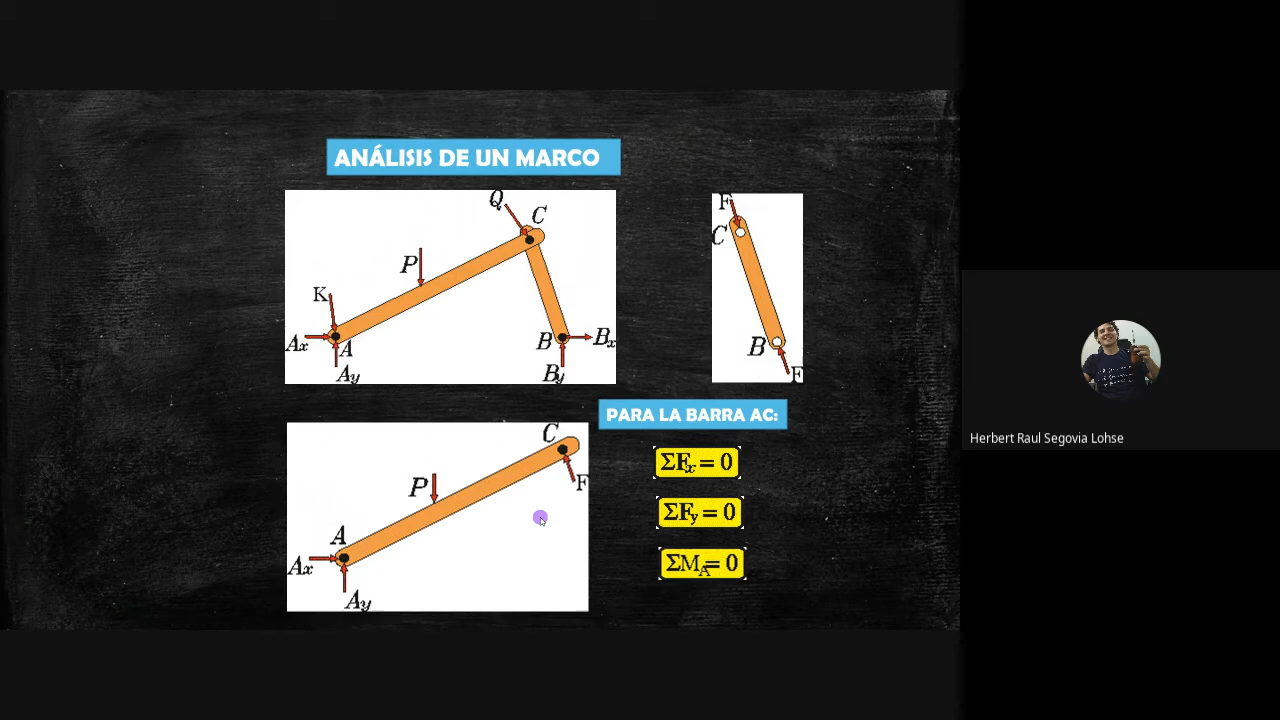 ANÁLISIS DE UN MARCO
Q
C
P
K
Ax
A
Ay
B
Bx
By
F
C
B
F
PARA LA BARRA AC:
C
P
F
A
Ax
Ay
ΣFx = 0
ΣFy = 0
ΣMA = 0
Herbert Raul Segovia Lohse